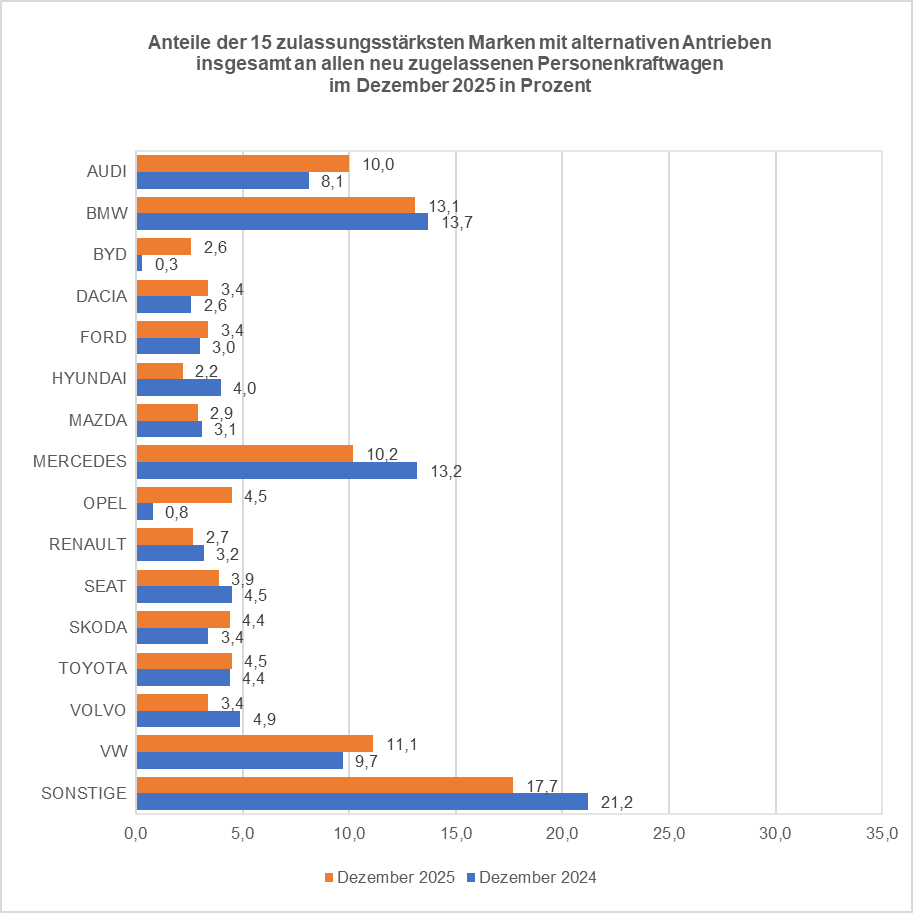 Anteile der 15 zulassungsstärksten Marken mit alternativen Antrieben
insgesamt an allen neu zugelassenen Personenkraftwagen
im Dezember 2025 in Prozent
AUDI 10,0
8,1
BMW 13,1
13,7
BYD 2,6
0,3
DACIA 3,4
2,6
FORD 3,4
3,0
HYUNDAI 2,2
4,0
MAZDA 2,9
3,1
MERCEDES 10,2
13,2
OPEL 4,5
0,8
RENAULT 2,7
3,2
SEAT 3,9
4,5
SKODA 4,4
3,4
TOYOTA 4,5
4,4
VOLVO 3,4
4,9
VW 11,1
9,7
SONSTIGE 17,7
21,2
0,0 5,0 10,0 15,0 20,0 25,0 30,0 35,0
Dezember 2025 Dezember 2024